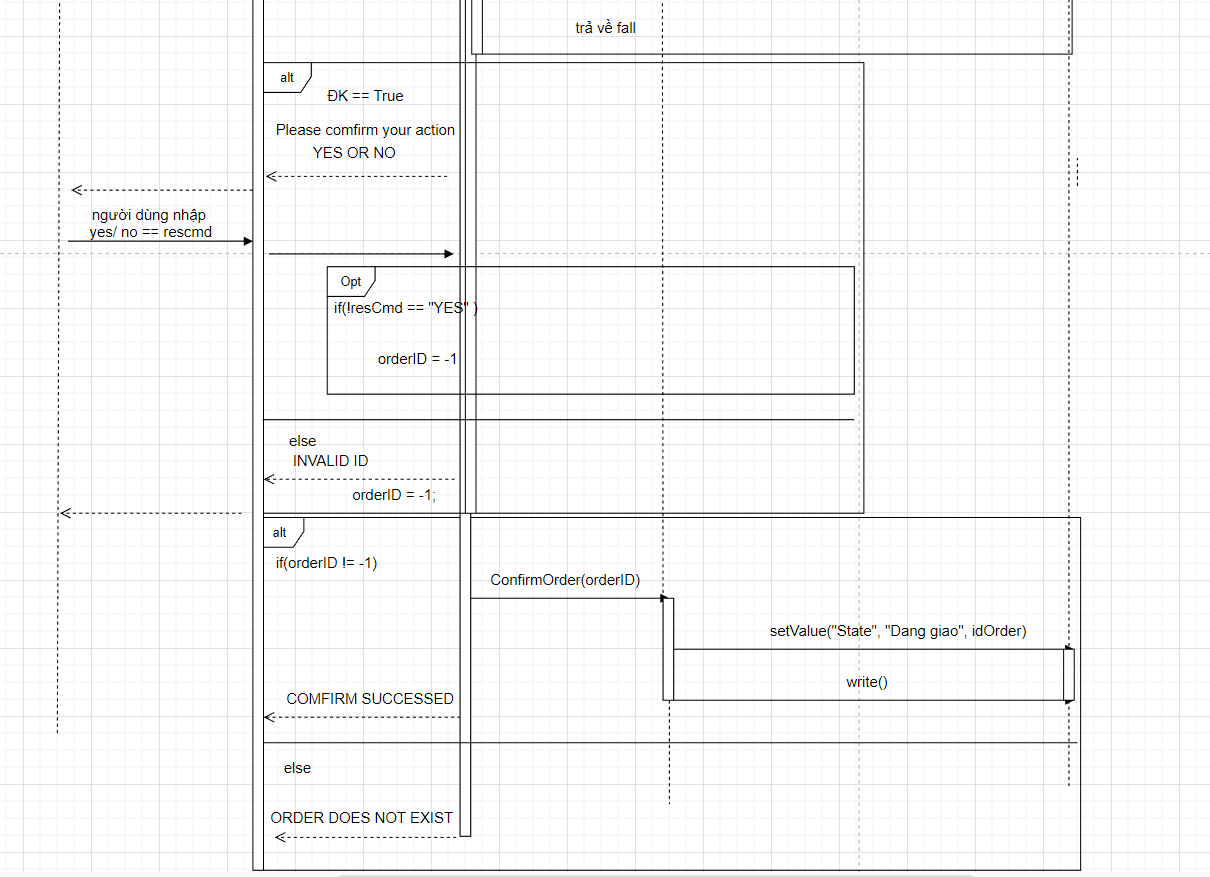 trả về fall
alt
ĐK == True
Please comfirm your action
YES OR NO
người dùng nhập
yes/ no == rescmd
Opt
if(!resCmd == "YES" )
orderID = -1
else
INVALID ID
orderID = -1;
alt
if(orderID != -1)
ConfirmOrder(orderID)
setValue("State", "Dang giao", idOrder)
write()
COMFIRM SUCCESSED
else
ORDER DOES NOT EXIST